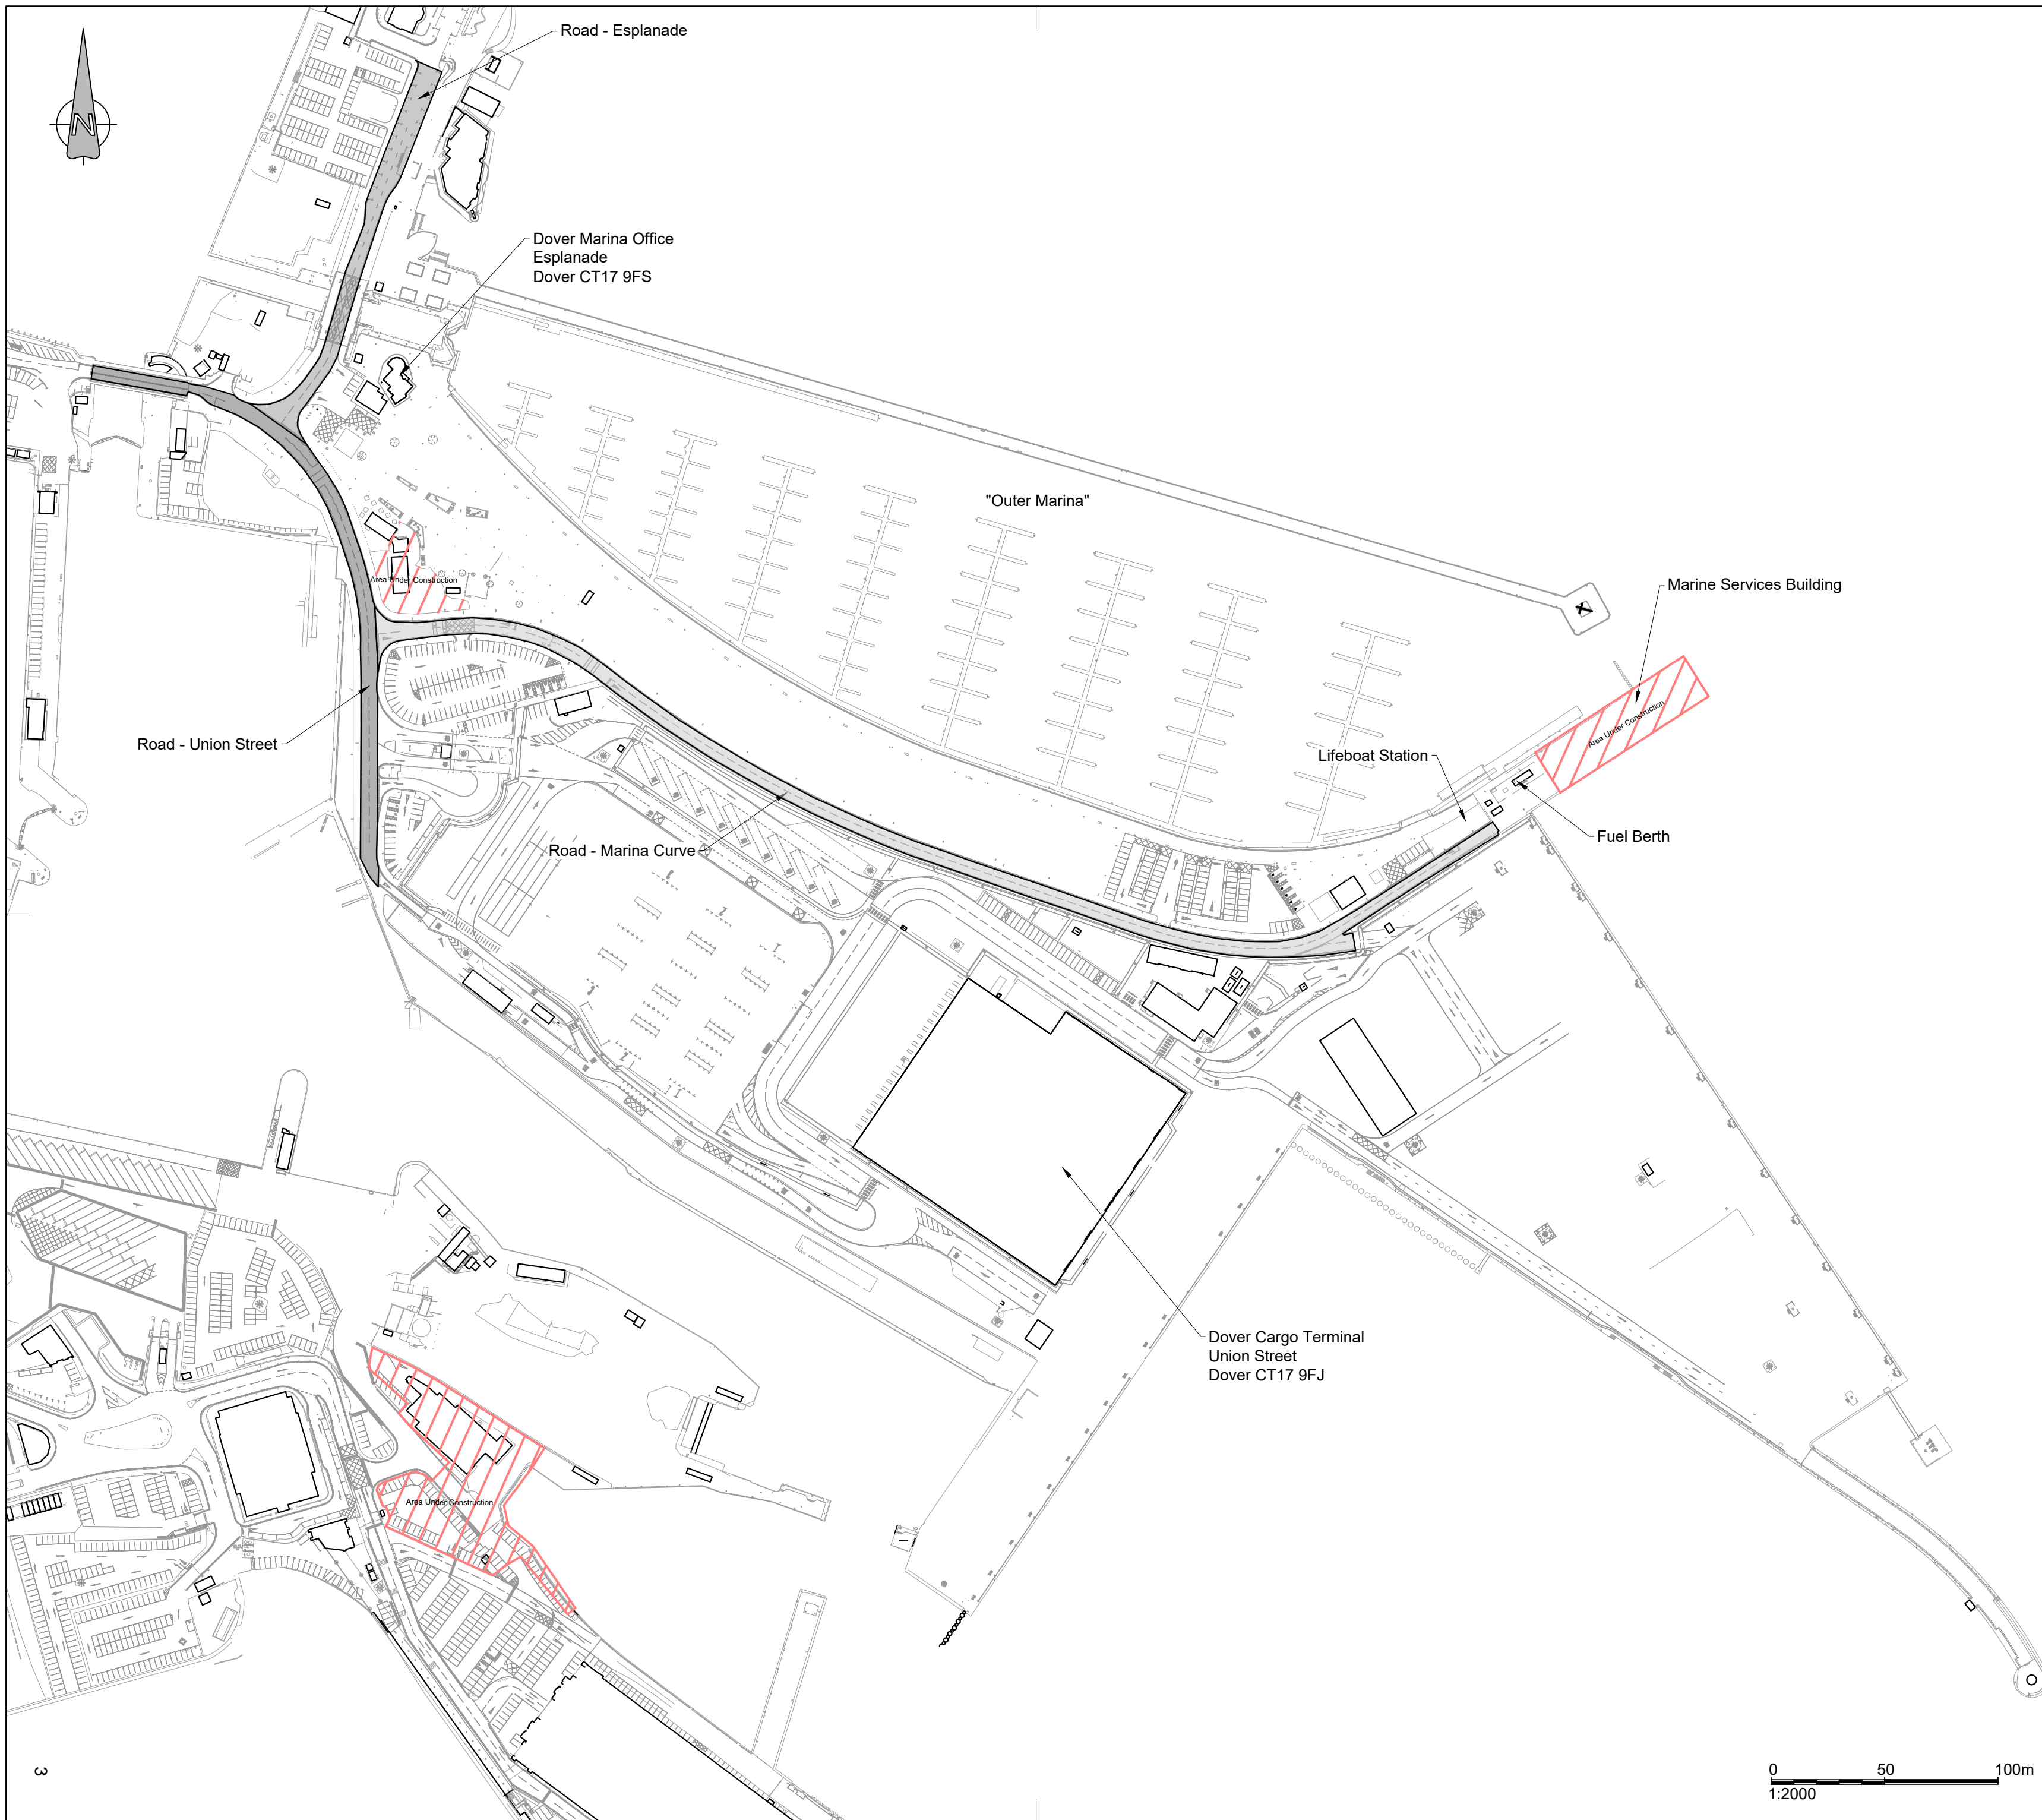 Road - Esplanade
N
Dover Marina Office
Esplanade
Dover CT17 9FS
"Outer Marina"
Area Under Construction
Marine Services Building
Area Under Construction
Road - Union Street
Lifeboat Station
Fuel Berth
Road - Marina Curve
Dover Cargo Terminal
Union Street
Dover CT17 9FJ
Area Under Construction
3
0 50 100m
1:2000